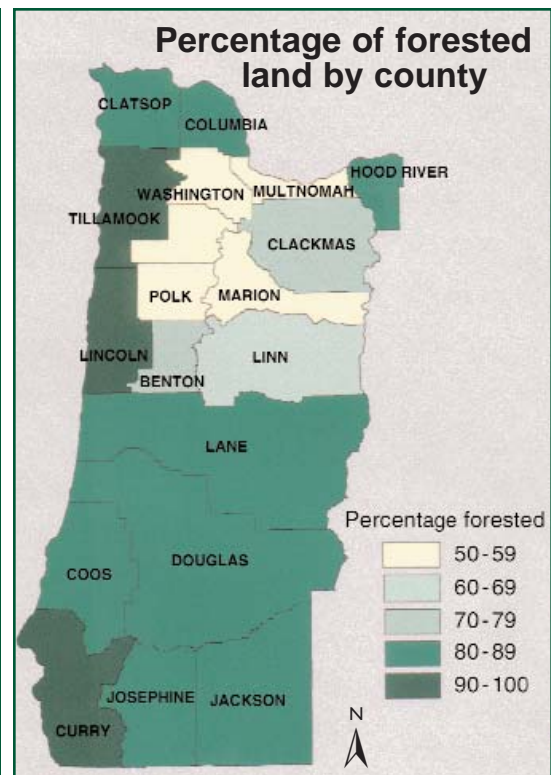 Percentage of forested
land by county
CLATSOP
COLUMBIA
HOOD RIVER
WASHINGTON
MULTNOMAH
TILLAMOOK
CLACKMAS
POLK
MARION
LINCOLN
BENTON
LINN
LANE
Percentage forested
50-59
60-69
70-79
80-89
90-100
DOUGLAS
COOS
JOSEPHINE
JACKSON
CURRY
N